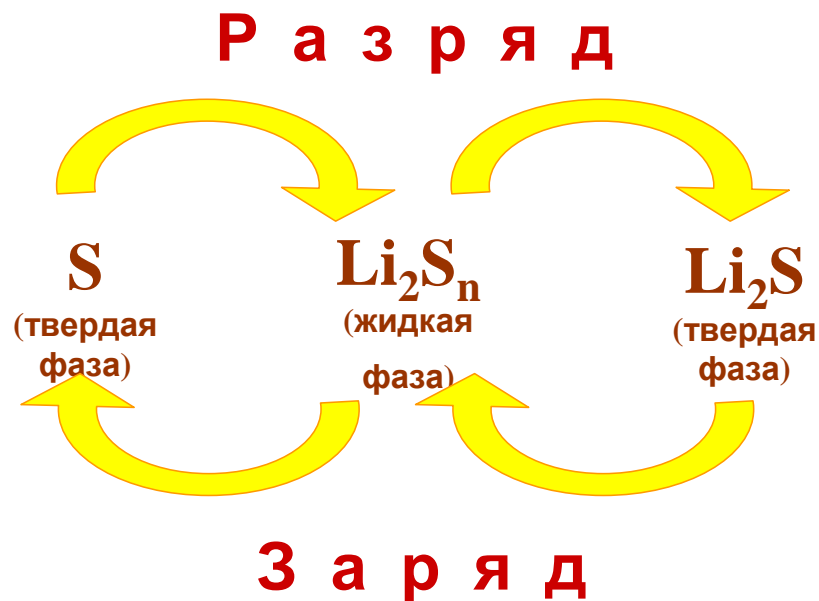 Р а з р я д
S
(твердая
фаза)
Li₂Sₙ
(жидкая
фаза)
Li₂S
(твердая
фаза)
З а р я д